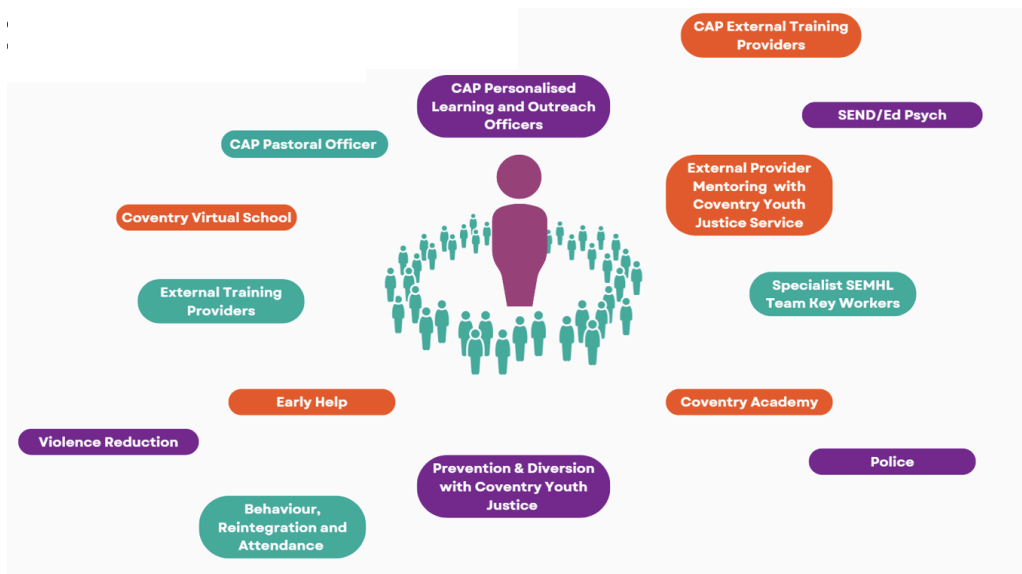 CAP External Training
Providers
CAP Personalised
Learning and Outreach
Officers
SEND/Ed Psych
CAP Pastoral Officer
External Provider
Mentoring with
Coventry Youth
Justice Service
Coventry Virtual School
External Training
Providers
Specialist SEMHL
Team Key Workers
Early Help
Coventry Academy
Violence Reduction
Police
Prevention & Diversion
with Coventry Youth
Justice
Behaviour,
Reintegration and
Attendance